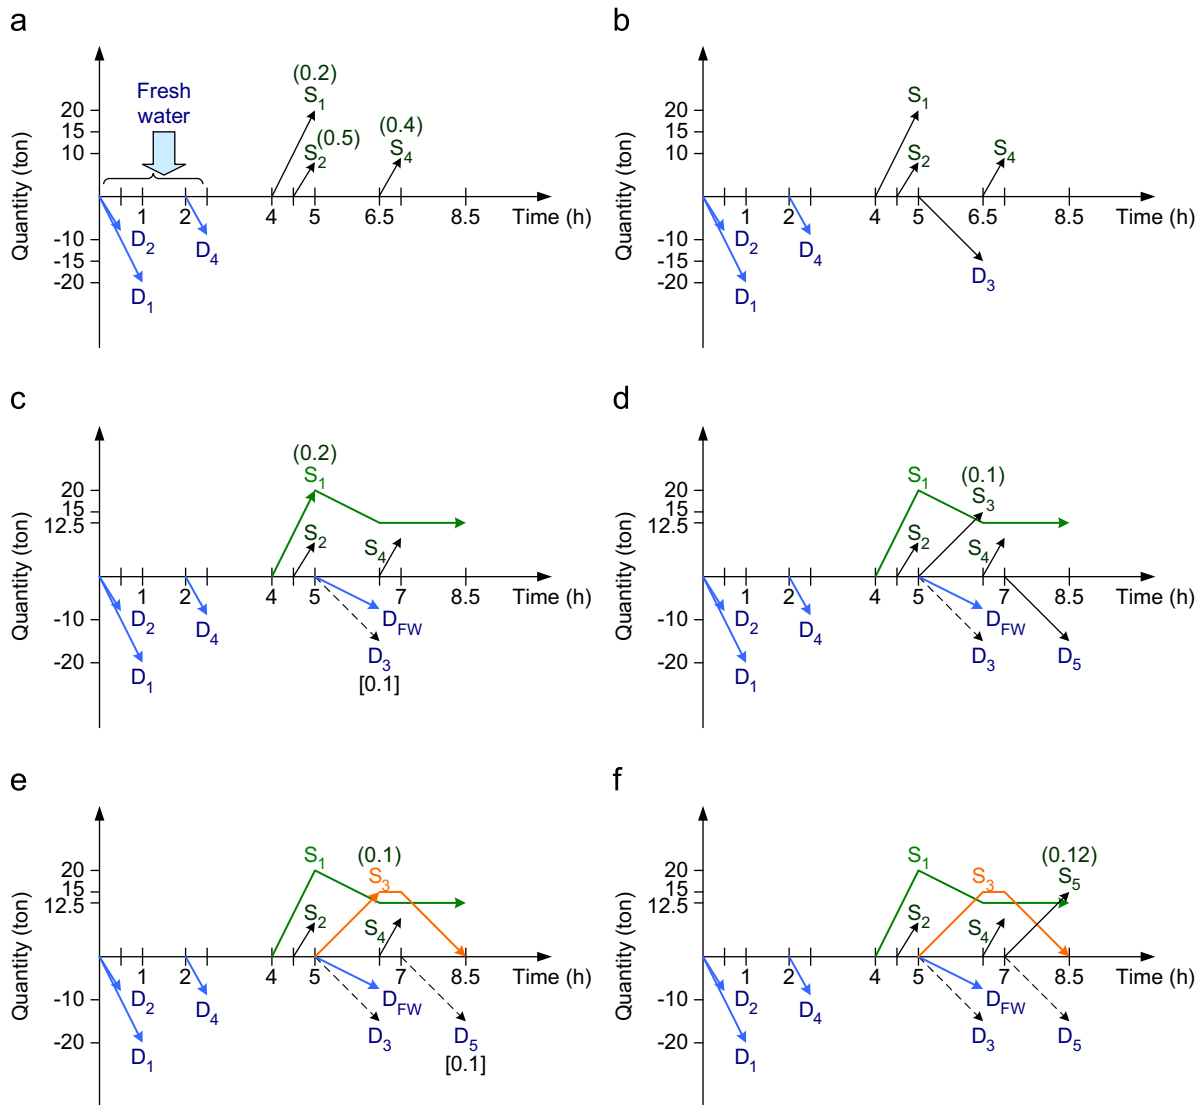 a
Fresh
water
(0.2)
S1
S2 (0.5)
(0.4)
S4
20
15
10
-10
-15
-20
Quantity (ton)
1 2 4 5 6.5 8.5 Time (h)
D2
D1
D4
b
S1
S2
S4
20
15
10
-10
-15
-20
Quantity (ton)
1 2 4 5 6.5 8.5 Time (h)
D2
D1
D4
D3
c
(0.2)
S1
S2
S4
20
15
12.5
-10
-20
Quantity (ton)
1 2 4 5 7 8.5 Time (h)
D2
D1
D4
DFW
D3
[0.1]
d
S1
(0.1)
S3
S2
S4
20
15
12.5
-10
-20
Quantity (ton)
1 2 4 5 7 8.5 Time (h)
D2
D1
D4
DFW
D3
D5
e
S1
(0.1)
S3
S2
S4
20
15
12.5
-10
-20
Quantity (ton)
1 2 4 5 7 8.5 Time (h)
D2
D1
D4
DFW
D3
D5
[0.1]
f
S1
S3
(0.12)
S5
S2
S4
20
15
12.5
-10
-20
Quantity (ton)
1 2 4 5 7 8.5 Time (h)
D2
D1
D4
DFW
D3
D5